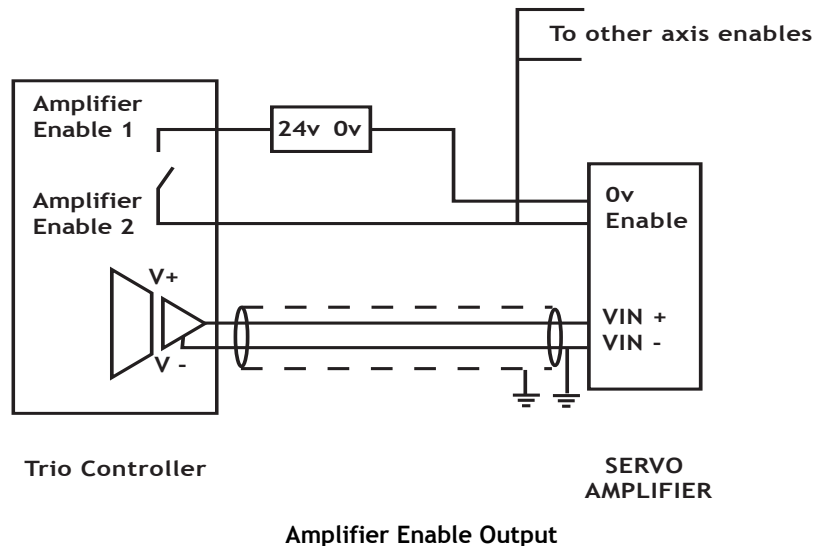 To other axis enables
Amplifier
Enable 1
24v 0v
Amplifier
Enable 2
0v
Enable
V+
V -
VIN +
VIN -
Trio Controller
SERVO
AMPLIFIER
Amplifier Enable Output